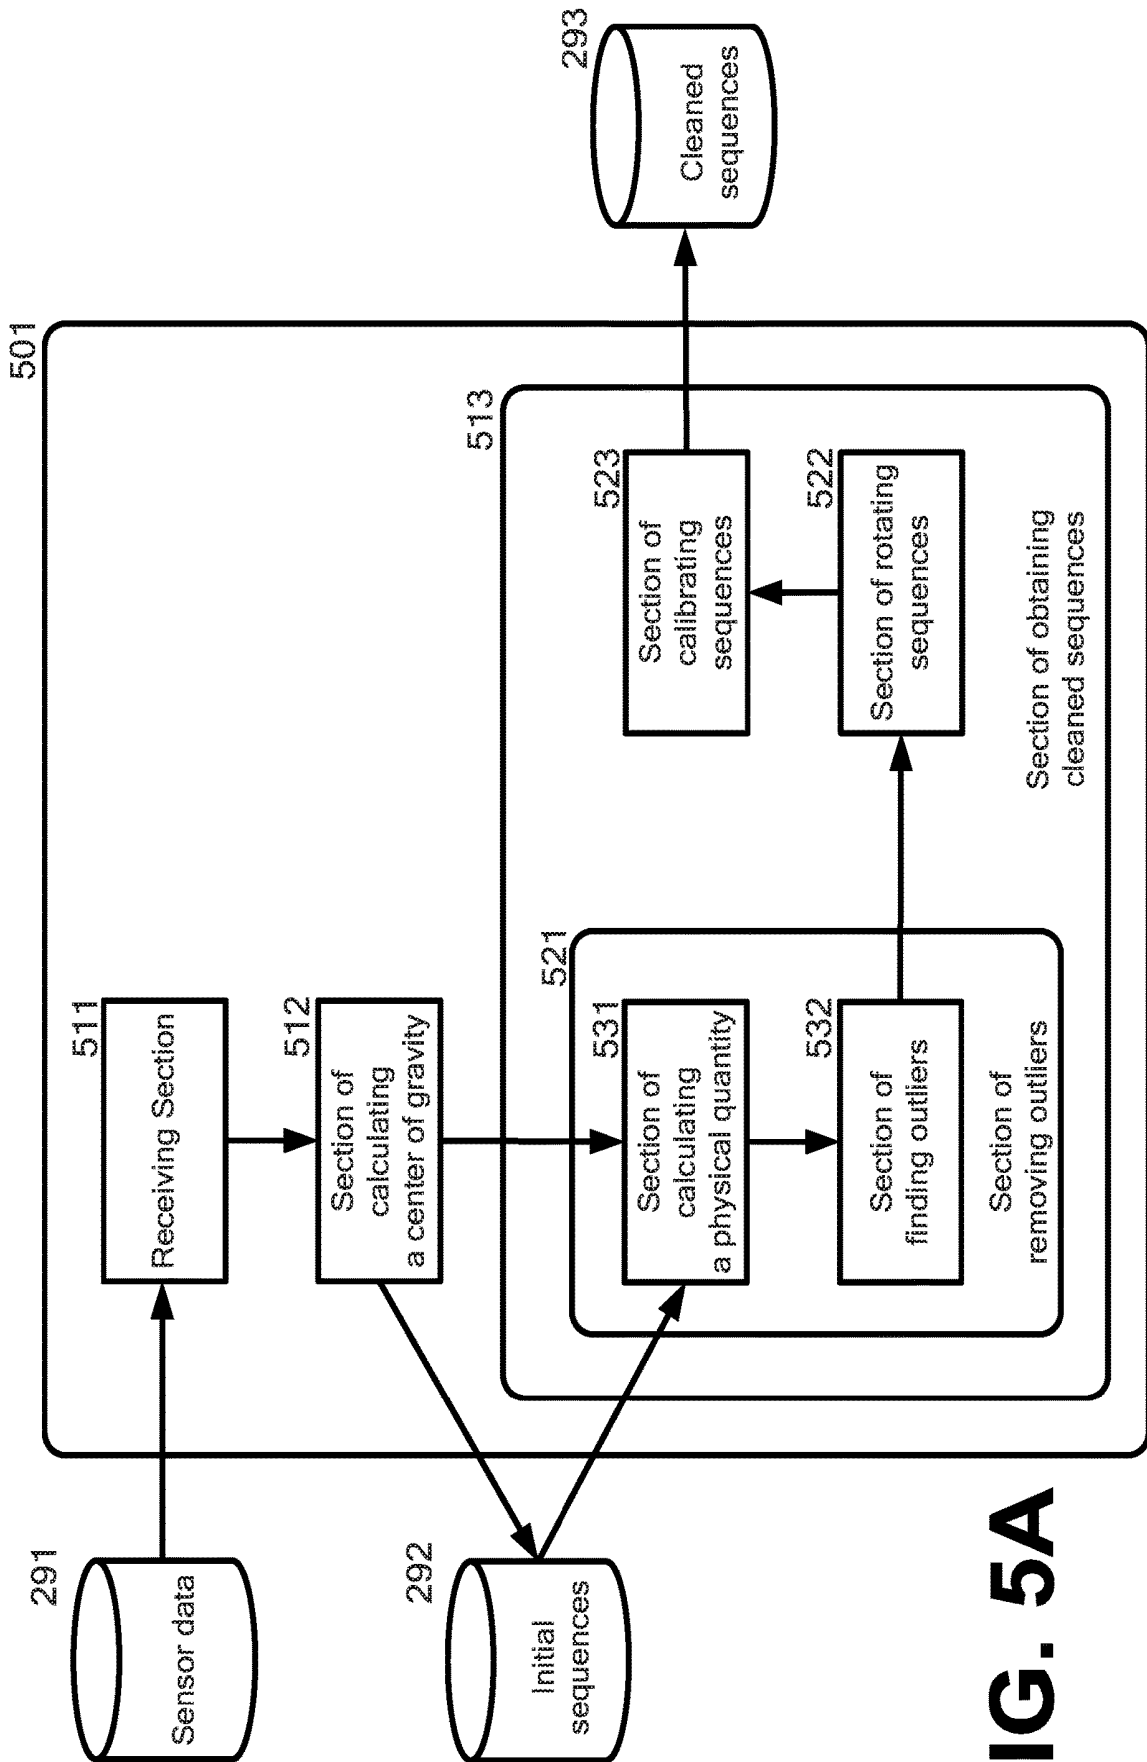 501
291
Sensor data
511
Receiving Section
512
Section of
calculating
a center of gravity
292
Initial
sequences
513
521
531
Section of
calculating
a physical quantity
532
Section of
finding outliers
Section of
removing outliers
523
Section of
calibrating
sequences
522
Section of rotating
sequences
Section of obtaining
cleaned sequences
293
Cleaned
sequences
IG. 5A